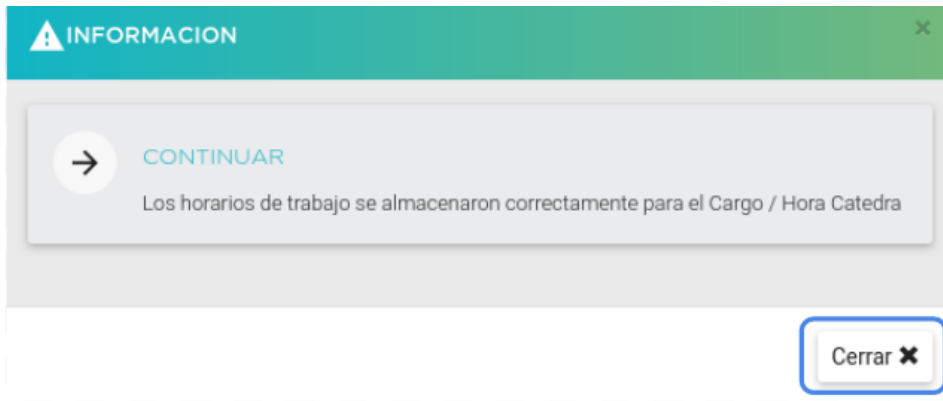 INFORMACION
CONTINUAR
Los horarios de trabajo se almacenaron correctamente para el Cargo / Hora Catedra
Cerrar